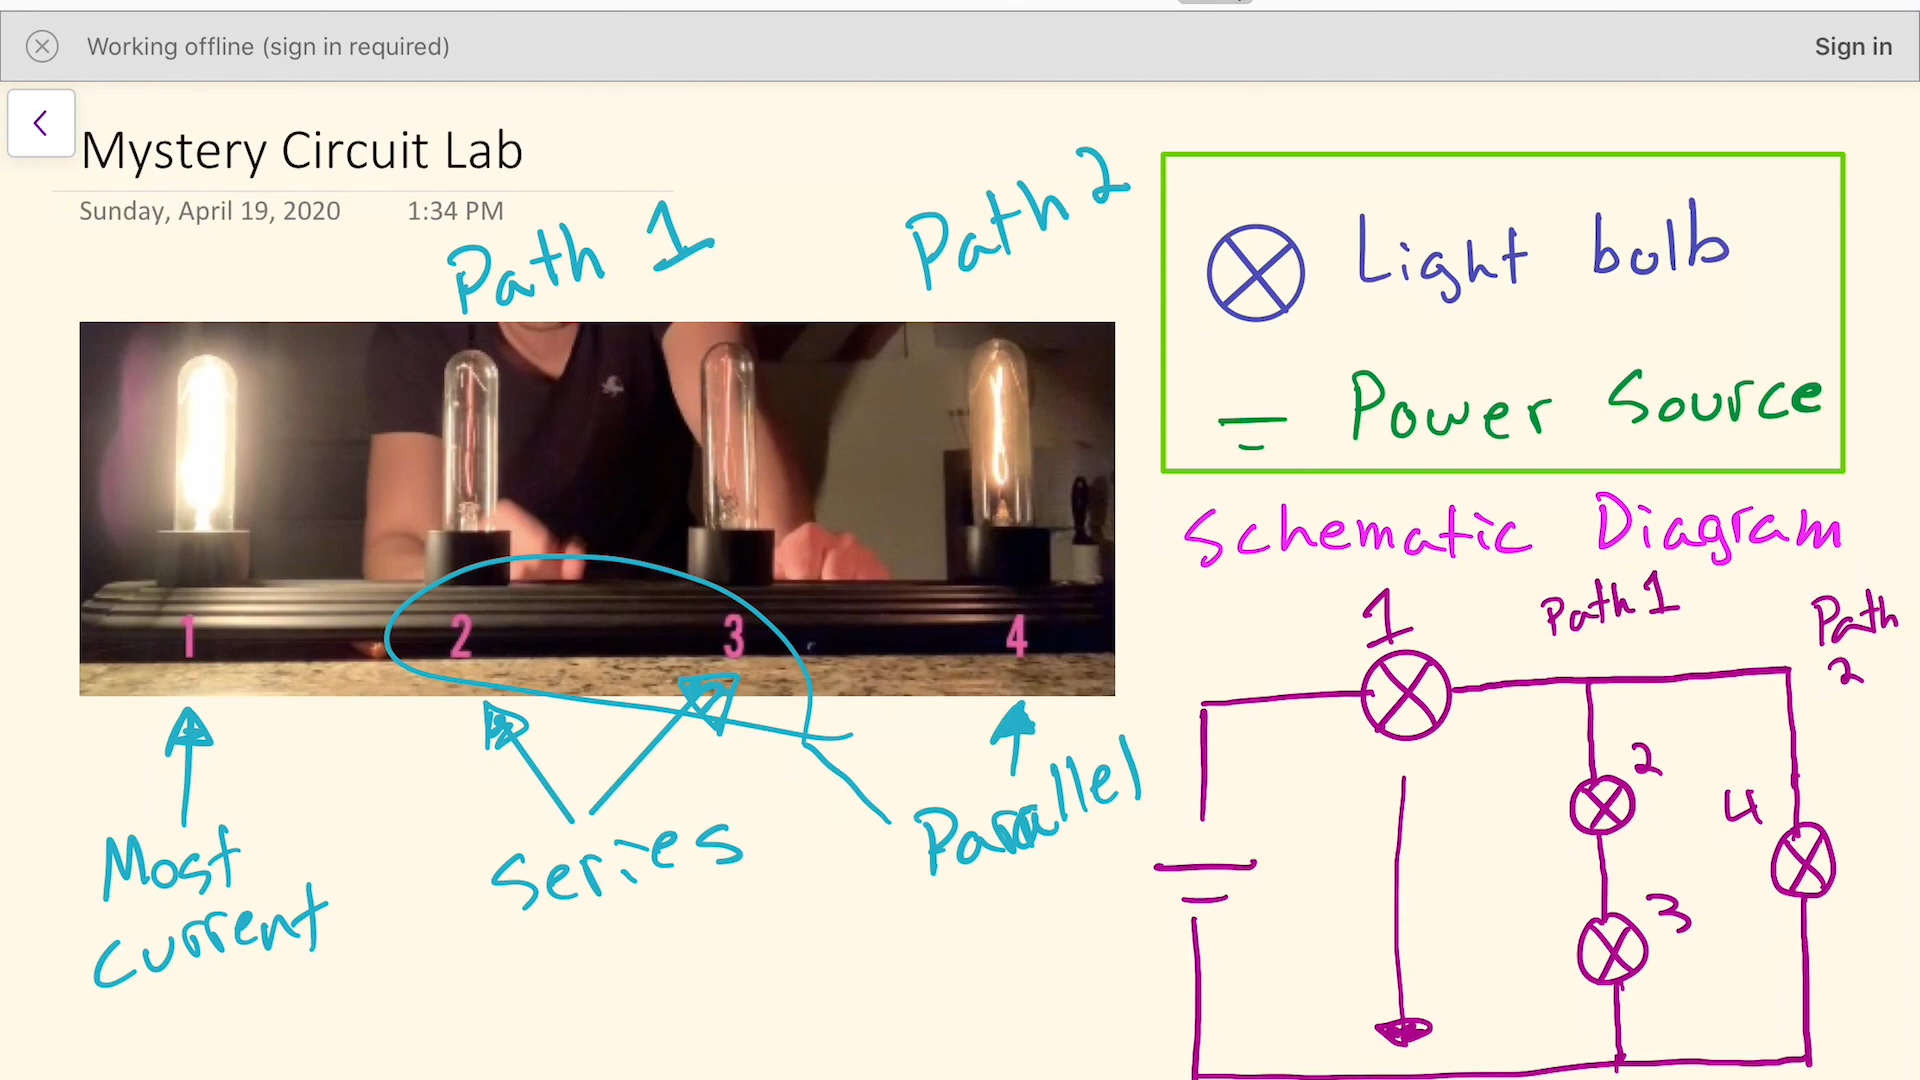 Working offline (sign in required)
Sign in
Mystery Circuit Lab
Sunday, April 19, 2020 1:34 PM
Path 1
Path 2
Light bolb
Power Source
Schematic Diagram
1
2
3
4
Most
current
Series
Parallel
1
Path 1
Path
2
2
4
3